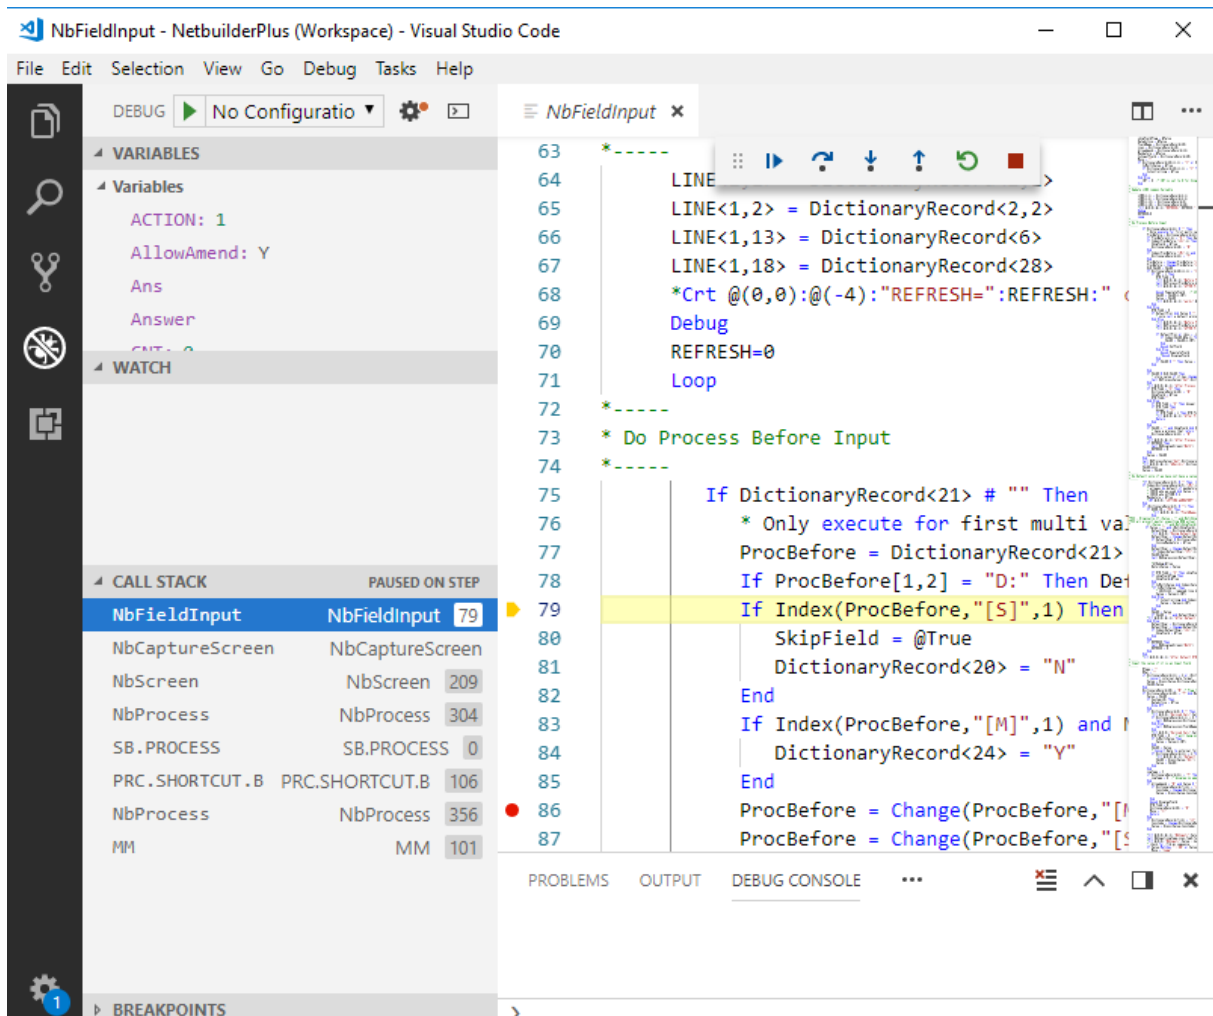 NbFieldInput - NetbuilderPlus (Workspace) - Visual Studio Code
File Edit Selection View Go Debug Tasks Help
DEBUG No Configuratio
VARIABLES
Variables
ACTION: 1
AllowAmend: Y
Ans
Answer
WATCH
CALL STACK PAUSED ON STEP
NbFieldInput NbFieldInput 79
NbCaptureScreen NbCaptureScreen
NbScreen NbScreen 209
NbProcess NbProcess 304
SB.PROCESS SB.PROCESS 0
PRC.SHORTCUT.B PRC.SHORTCUT.B 106
NbProcess NbProcess 356
MM MM 101
BREAKPOINTS
1
NbFieldInput
63 *-----
64 LINE
65 LINE<1,2> = DictionaryRecord<2,2>
66 LINE<1,13> = DictionaryRecord<6>
67 LINE<1,18> = DictionaryRecord<28>
68 *Crt @(0,0):@(-4):"REFRESH=":REFRESH:"
69 Debug
70 REFRESH=0
71 Loop
72 *-----
73 * Do Process Before Input
74 *-----
75 If DictionaryRecord<21> # "" Then
76 * Only execute for first multi val
77 ProcBefore = DictionaryRecord<21>
78 If ProcBefore[1,2] = "D:" Then Def
79 If Index(ProcBefore,"[S]",1) Then
80 SkipField = @True
81 DictionaryRecord<20> = "N"
82 End
83 If Index(ProcBefore,"[M]",1) and
84 DictionaryRecord<24> = "Y"
85 End
86 ProcBefore = Change(ProcBefore,"[M
87 ProcBefore = Change(ProcBefore,"[S
PROBLEMS OUTPUT DEBUG CONSOLE